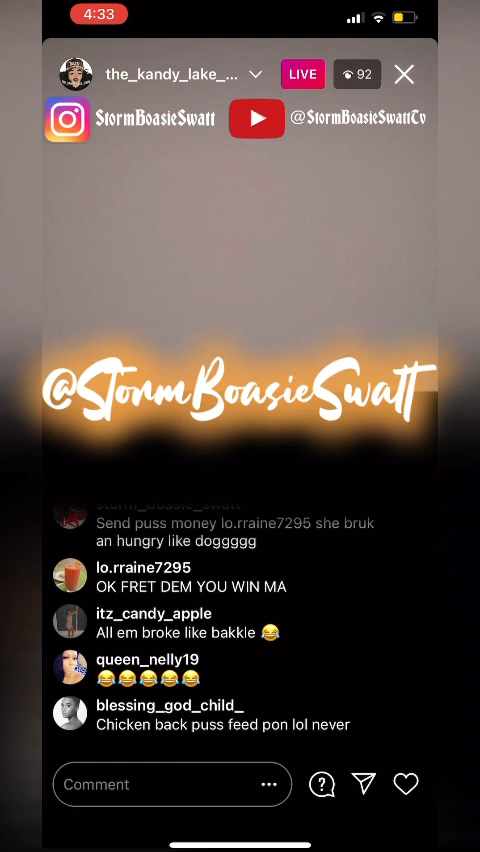 4:33
the_kandy_lake_...
LIVE
92
StormBoasieSwatt
@StormBoasieSwattTv
@StormBoasieSwatt
storm_boasie_swatt
Send puss money lo.rraine7295 she bruk
an hungry like doggggg
lo.rraine7295
OK FRET DEM YOU WIN MA
itz_candy_apple
All em broke like bakkle 😂
queen_nelly19
😂😂😂😂😂
blessing_god_child_
Chicken back puss feed pon lol never
Comment